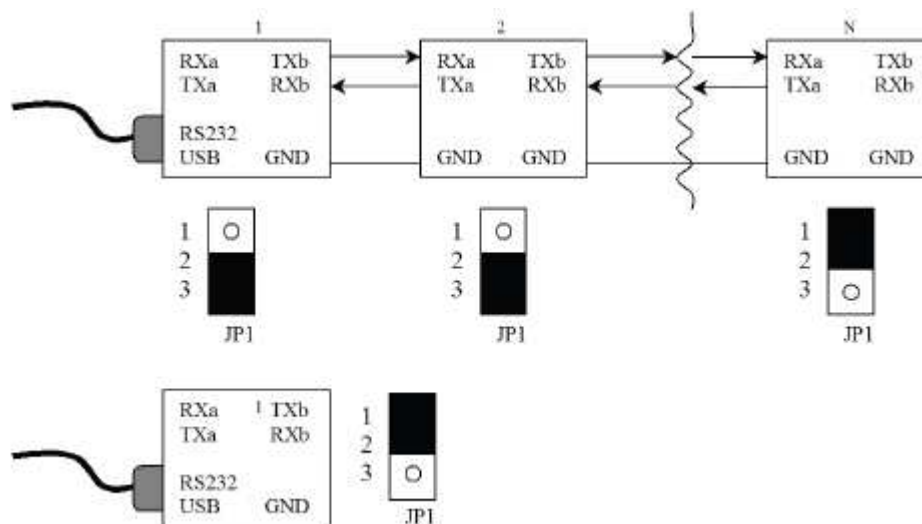 1 2 N
RXa TXb RXa TXb RXa TXb
TXa RXb TXa RXb TXa RXb
RS232
USB GND GND GND GND GND
1 1 1
2 2 2
3 3 3
JP1 JP1 JP1
RXa 1 TXb
TXa RXb
RS232
USB GND
1
2
3
JP1